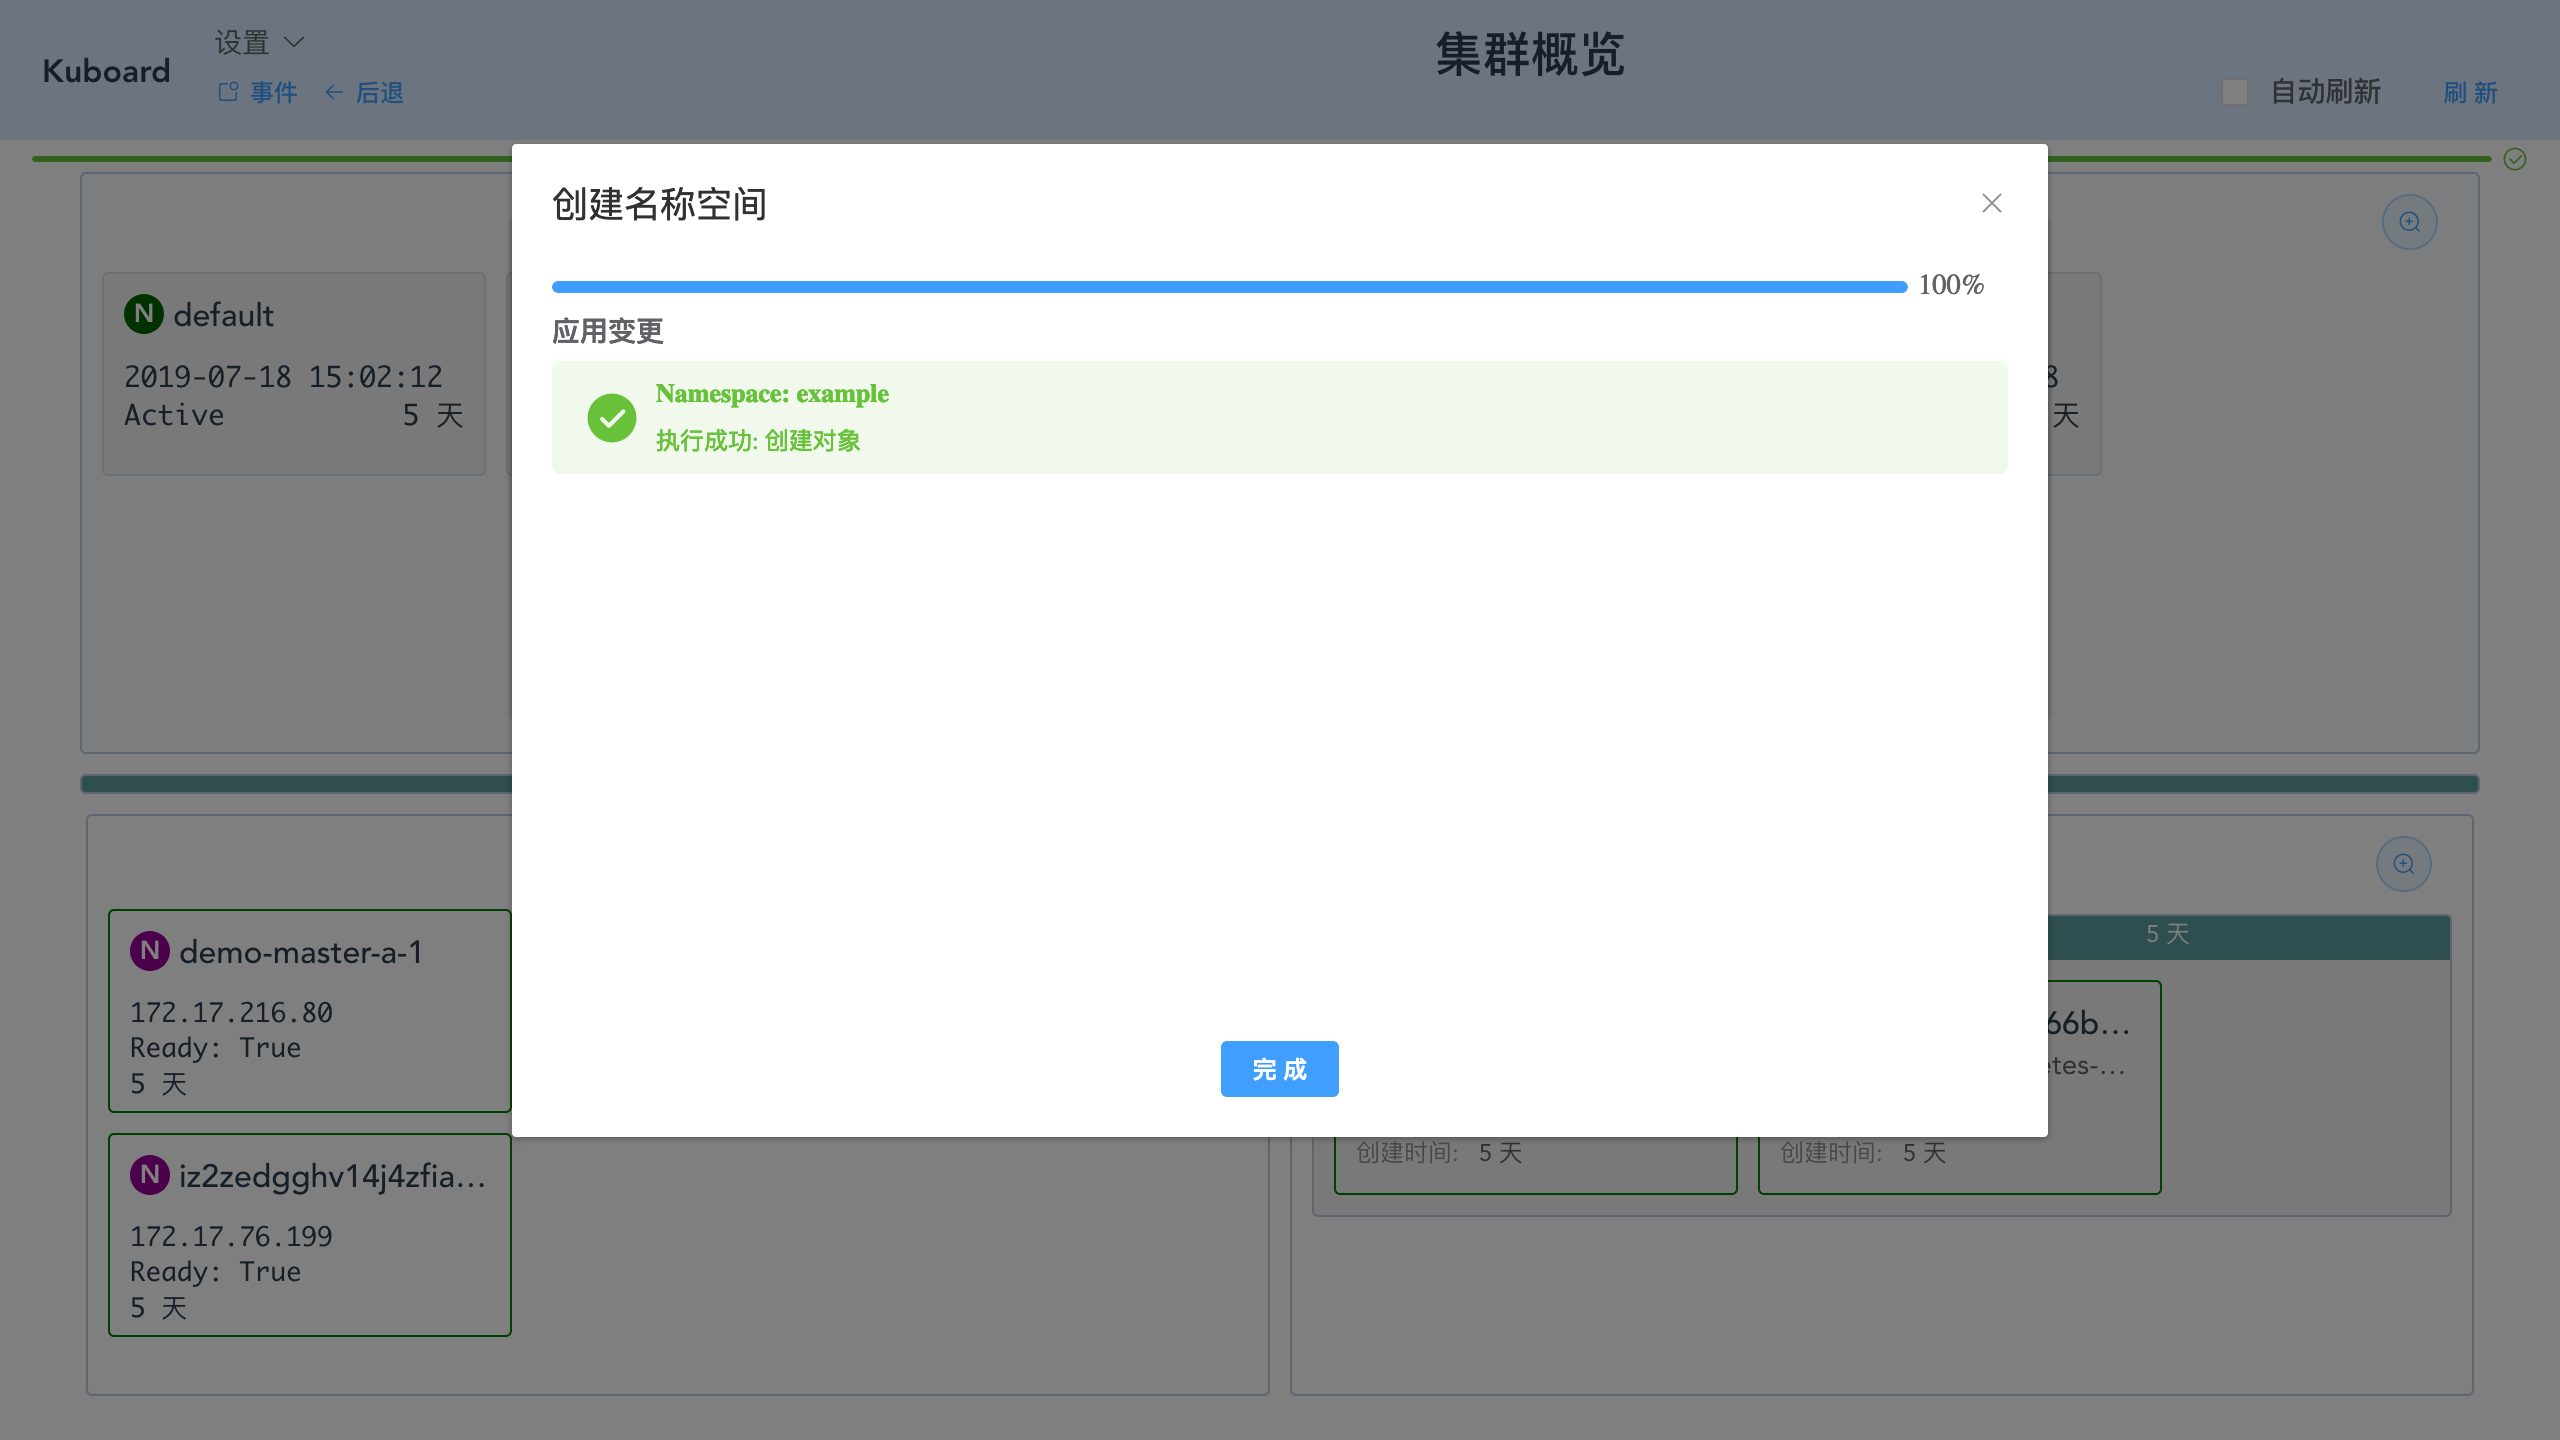 Kuboard
设置
事件 后退
集群概览
自动刷新 刷 新
N default
2019-07-18 15:02:12
Active 5 天
8
天
创建名称空间
100%
应用变更
Namespace: example
执行成功: 创建对象
完 成
N demo-master-a-1
172.17.216.80
Ready: True
5 天
N iz2zedgghv14j4zfia...
172.17.76.199
Ready: True
5 天
5 天
66b...
etes-...
创建时间: 5 天
创建时间: 5 天